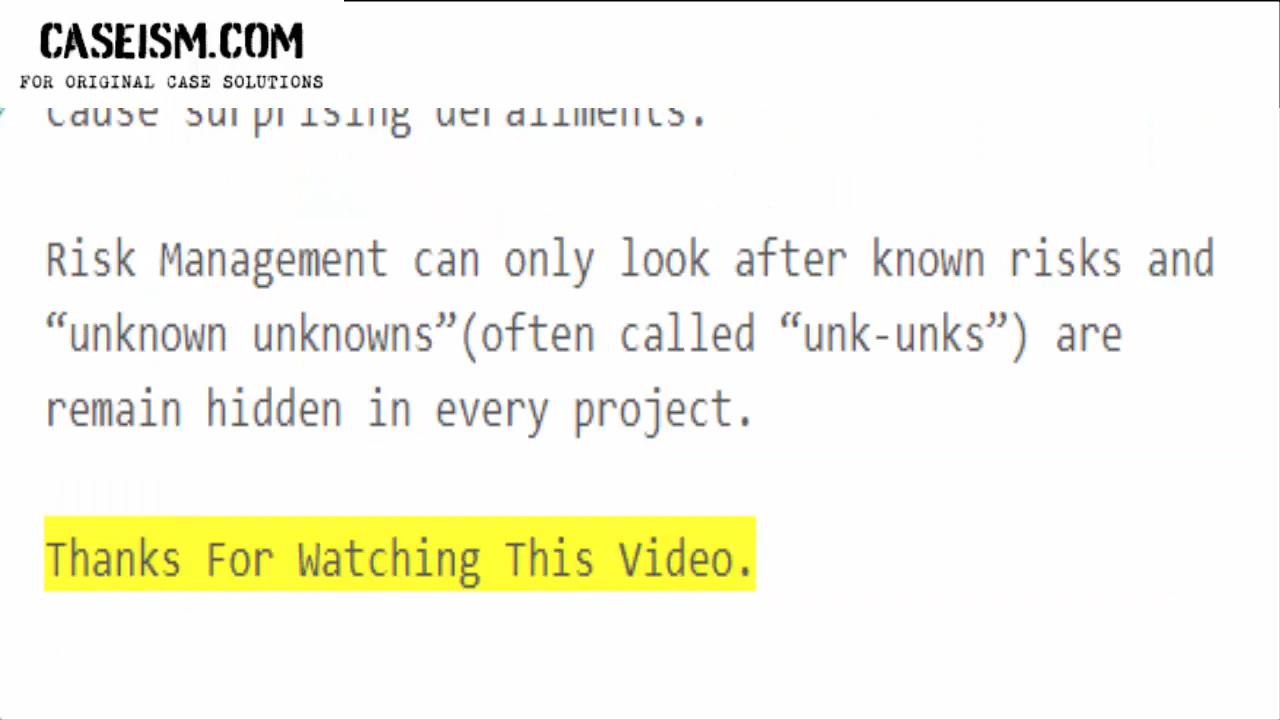 CASEISM.COM
FOR ORIGINAL CASE SOLUTIONS
cause surprising derailments.
Risk Management can only look after known risks and
“unknown unknowns”(often called “unk-unks”) are
remain hidden in every project.
Thanks For Watching This Video.